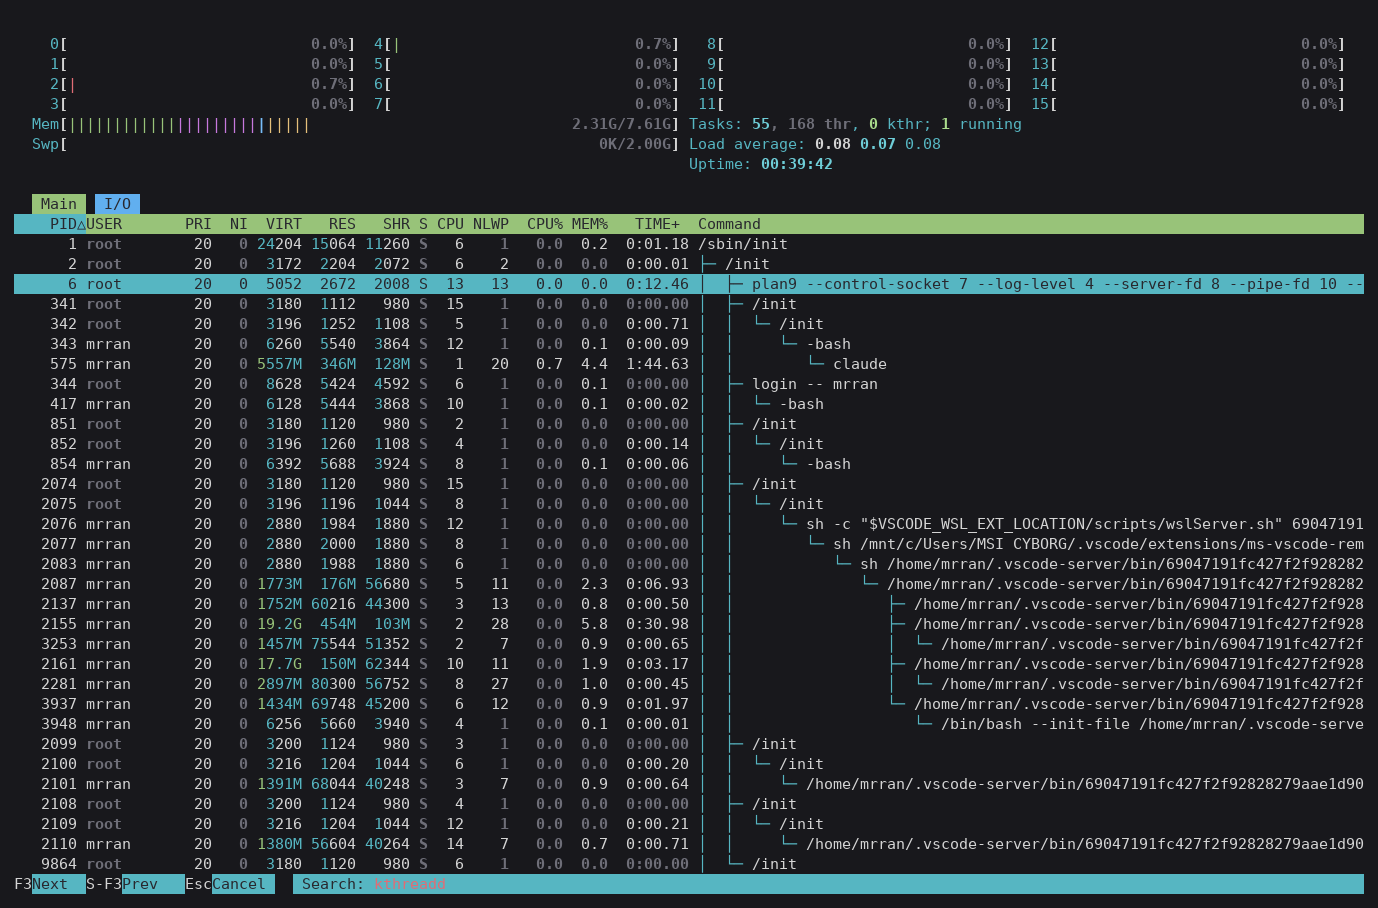 0[ 0.0%] 4[| 0.7%] 8[ 0.0%] 12[ 0.0%]
1[ 0.0%] 5[ 0.0%] 9[ 0.0%] 13[ 0.0%]
2[| 0.7%] 6[ 0.0%] 10[ 0.0%] 14[ 0.0%]
3[ 0.0%] 7[ 0.0%] 11[ 0.0%] 15[ 0.0%]
Mem[||||||||||||||||||||||||||| 2.31G/7.61G] Tasks: 55, 168 thr, 0 kthr; 1 running
Swp[ 0K/2.00G] Load average: 0.08 0.07 0.08
Uptime: 00:39:42
Main I/O
PID△USER PRI NI VIRT RES SHR S CPU NLWP CPU% MEM% TIME+ Command
1 root 20 0 24204 15064 11260 S 6 1 0.0 0.2 0:01.18 /sbin/init
2 root 20 0 3172 2204 2072 S 6 2 0.0 0.0 0:00.01 ├─ /init
6 root 20 0 5052 2672 2008 S 13 13 0.0 0.0 0:12.46 │ ├─ plan9 --control-socket 7 --log-level 4 --server-fd 8 --pipe-fd 10 --
341 root 20 0 3180 1112 980 S 15 1 0.0 0.0 0:00.00 │ ├─ /init
342 root 20 0 3196 1252 1108 S 5 1 0.0 0.0 0:00.71 │ │ └─ /init
343 mrran 20 0 6260 5540 3864 S 12 1 0.0 0.1 0:00.09 │ │ └─ -bash
575 mrran 20 0 5557M 346M 128M S 1 20 0.7 4.4 1:44.63 │ │ └─ claude
344 root 20 0 8628 5424 4592 S 6 1 0.0 0.1 0:00.00 │ ├─ login -- mrran
417 mrran 20 0 6128 5444 3868 S 10 1 0.0 0.1 0:00.02 │ │ └─ -bash
851 root 20 0 3180 1120 980 S 2 1 0.0 0.0 0:00.00 │ ├─ /init
852 root 20 0 3196 1260 1108 S 4 1 0.0 0.0 0:00.14 │ │ └─ /init
854 mrran 20 0 6392 5688 3924 S 8 1 0.0 0.1 0:00.06 │ │ └─ -bash
2074 root 20 0 3180 1120 980 S 15 1 0.0 0.0 0:00.00 │ ├─ /init
2075 root 20 0 3196 1196 1044 S 8 1 0.0 0.0 0:00.00 │ │ └─ /init
2076 mrran 20 0 2880 1984 1880 S 12 1 0.0 0.0 0:00.00 │ │ └─ sh -c "$VSCODE_WSL_EXT_LOCATION/scripts/wslServer.sh" 69047191
2077 mrran 20 0 2880 2000 1880 S 8 1 0.0 0.0 0:00.00 │ │ └─ sh /mnt/c/Users/MSI CYBORG/.vscode/extensions/ms-vscode-rem
2083 mrran 20 0 2880 1988 1880 S 6 1 0.0 0.0 0:00.00 │ │ └─ sh /home/mrran/.vscode-server/bin/69047191fc427f2f928282
2087 mrran 20 0 1773M 176M 56680 S 5 11 0.0 2.3 0:06.93 │ │ └─ /home/mrran/.vscode-server/bin/69047191fc427f2f928282
2137 mrran 20 0 1752M 60216 44300 S 3 13 0.0 0.8 0:00.50 │ │ ├─ /home/mrran/.vscode-server/bin/69047191fc427f2f928
2155 mrran 20 0 19.2G 454M 103M S 2 28 0.0 5.8 0:30.98 │ │ ├─ /home/mrran/.vscode-server/bin/69047191fc427f2f928
3253 mrran 20 0 1457M 75544 51352 S 2 7 0.0 0.9 0:00.65 │ │ │ └─ /home/mrran/.vscode-server/bin/69047191fc427f2f
2161 mrran 20 0 17.7G 150M 62344 S 10 11 0.0 1.9 0:03.17 │ │ ├─ /home/mrran/.vscode-server/bin/69047191fc427f2f928
2281 mrran 20 0 2897M 80300 56752 S 8 27 0.0 1.0 0:00.45 │ │ │ └─ /home/mrran/.vscode-server/bin/69047191fc427f2f
3937 mrran 20 0 1434M 69748 45200 S 6 12 0.0 0.9 0:01.97 │ │ └─ /home/mrran/.vscode-server/bin/69047191fc427f2f928
3948 mrran 20 0 6256 5660 3940 S 4 1 0.0 0.1 0:00.01 │ │ └─ /bin/bash --init-file /home/mrran/.vscode-serve
2099 root 20 0 3200 1124 980 S 3 1 0.0 0.0 0:00.00 │ ├─ /init
2100 root 20 0 3216 1204 1044 S 6 1 0.0 0.0 0:00.20 │ │ └─ /init
2101 mrran 20 0 1391M 68044 40248 S 3 7 0.0 0.9 0:00.64 │ │ └─ /home/mrran/.vscode-server/bin/69047191fc427f2f92828279aae1d90
2108 root 20 0 3200 1124 980 S 4 1 0.0 0.0 0:00.00 │ ├─ /init
2109 root 20 0 3216 1204 1044 S 12 1 0.0 0.0 0:00.21 │ │ └─ /init
2110 mrran 20 0 1380M 56604 40264 S 14 7 0.0 0.7 0:00.71 │ │ └─ /home/mrran/.vscode-server/bin/69047191fc427f2f92828279aae1d90
9864 root 20 0 3180 1120 980 S 6 1 0.0 0.0 0:00.00 │ └─ /init
F3Next S-F3Prev EscCancel Search: kthreadd